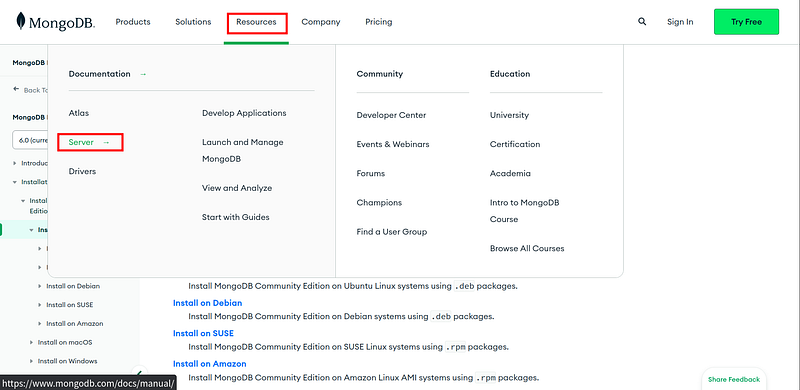 MongoDB.
Products
Solutions
Resources
Company
Pricing
Sign In
Try Free
MongoDB
Back To
MongoDB
6.0 (curre
Introduc
Installat
Instal
Editio
Ins
Install on Debian
Install on SUSE
Install on Amazon
Install on macOS
Install on Windows
Documentation →
Atlas
Server →
Drivers
Develop Applications
Launch and Manage
MongoDB
View and Analyze
Start with Guides
Community
Developer Center
Events & Webinars
Forums
Champions
Find a User Group
Education
University
Certification
Academia
Intro to MongoDB
Course
Browse All Courses
Install MongoDB Community Edition on Ubuntu Linux systems using .deb packages.
Install on Debian
Install MongoDB Community Edition on Debian systems using .deb packages.
Install on SUSE
Install MongoDB Community Edition on SUSE Linux systems using .rpm packages.
Install on Amazon
Install MongoDB Community Edition on Amazon Linux AMI systems using .rpm packages.
https://www.mongodb.com/docs/manual/
Share Feedback